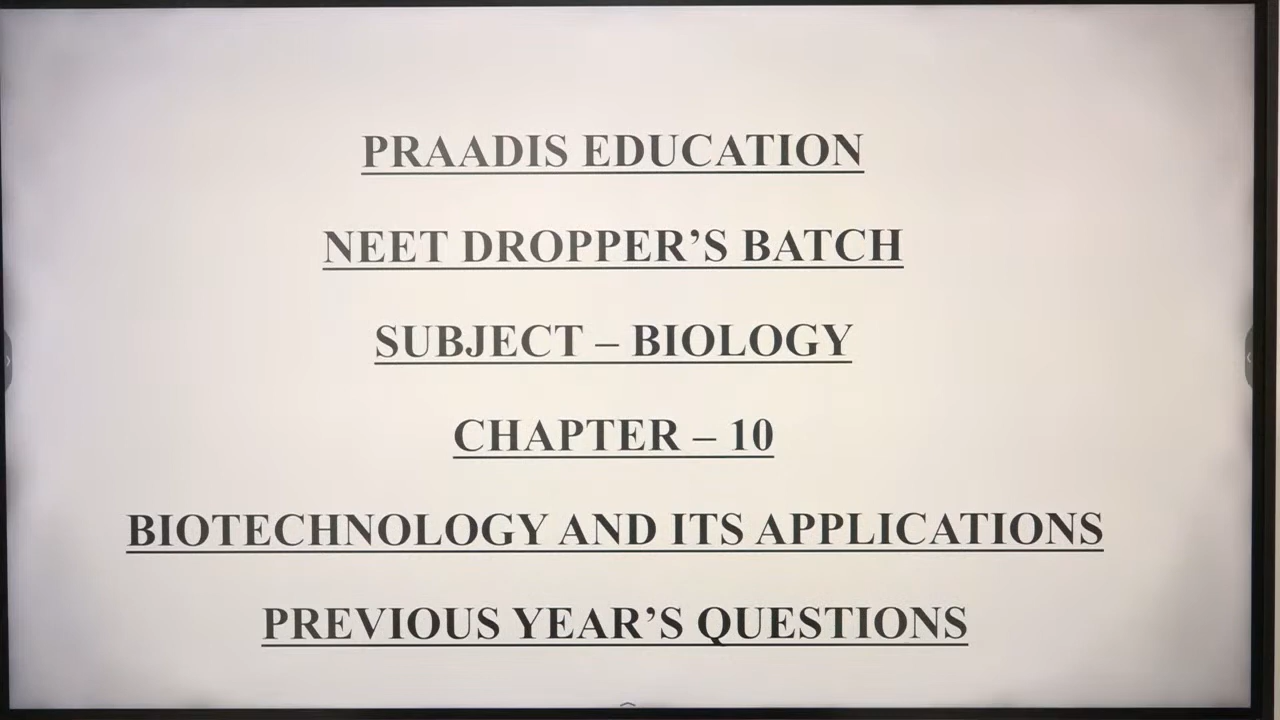 PRAADIS EDUCATION
NEET DROPPER’S BATCH
SUBJECT – BIOLOGY
CHAPTER – 10
BIOTECHNOLOGY AND ITS APPLICATIONS
PREVIOUS YEAR’S QUESTIONS